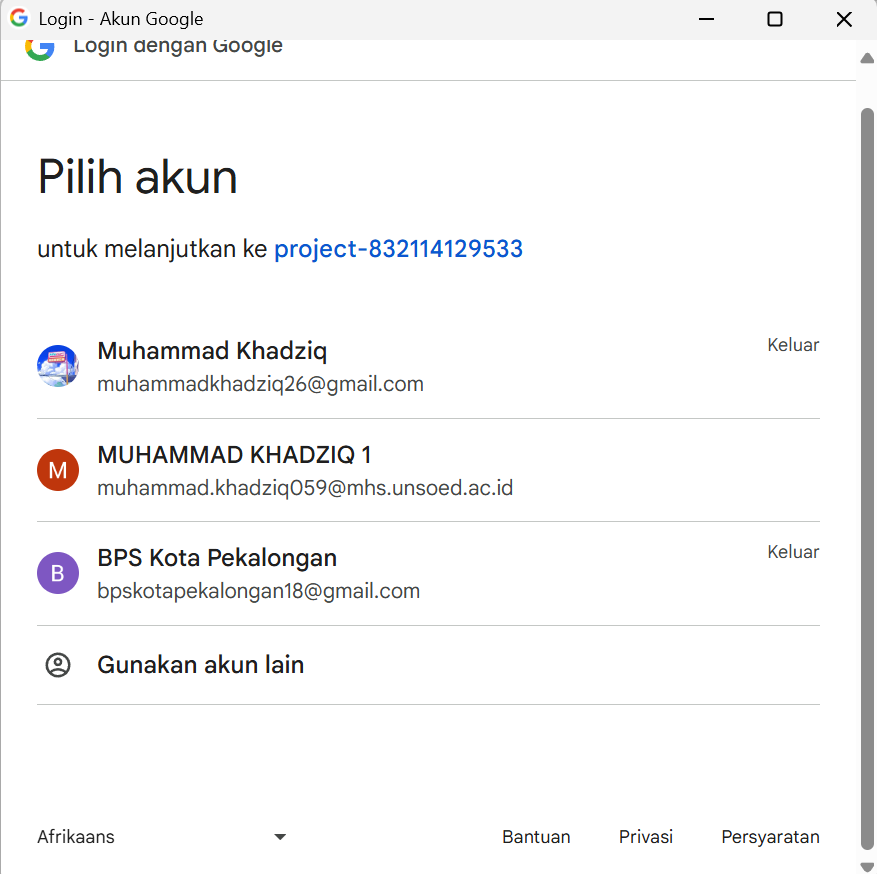 Login - Akun Google
Login dengan Google
Pilih akun
untuk melanjutkan ke project-832114129533
Muhammad Khadziq
Keluar
muhammadkhadziq26@gmail.com
M
MUHAMMAD KHADZIQ 1
muhammad.khadziq059@mhs.unsoed.ac.id
B
BPS Kota Pekalongan
Keluar
bpskotapekalongan18@gmail.com
Gunakan akun lain
Afrikaans
Bantuan
Privasi
Persyaratan